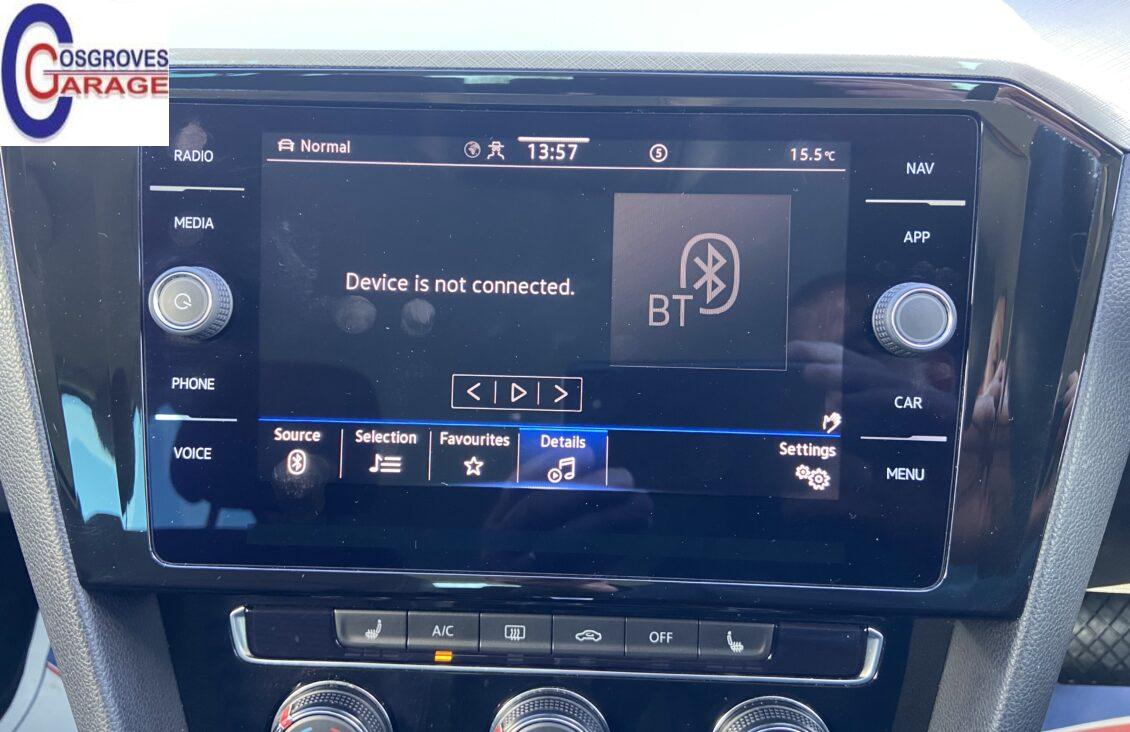 COSGROVES
GARAGE
RADIO
MEDIA
PHONE
VOICE
Normal
13:57
5
15.5°C
Device is not connected.
BT
Source
Selection
Favourites
Details
Settings
NAV
APP
CAR
MENU
A/C
OFF